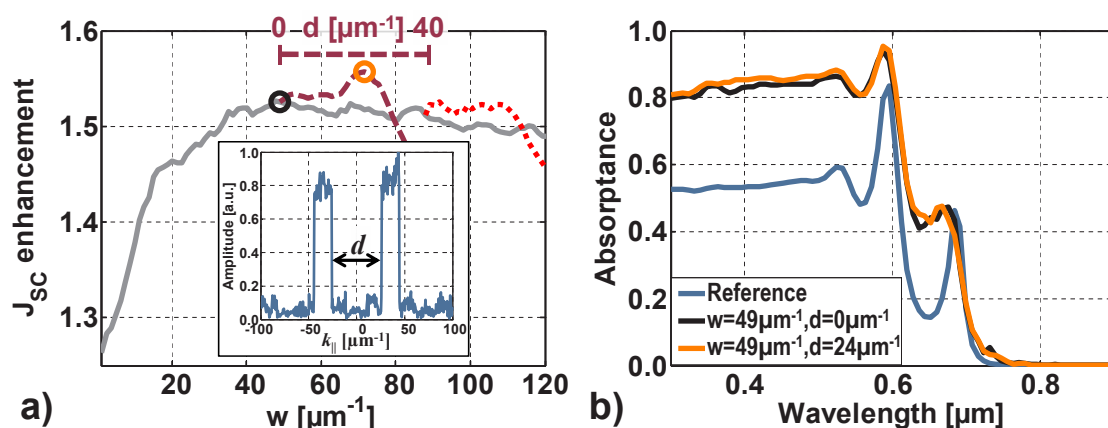 0 d [µm-1] 40
1.6
1.5
1.4
1.3
JSC enhancement
20 40 60 80 100 120
w [µm-1]
a)
1.0
0.8
0.6
0.4
0.2
0.0
Amplitude [a.u.]
d
-100 -50 0 50 100
k|| [µm-1]
1.0
0.8
0.6
0.4
0.2
0.0
Absorptance
Reference
w=49µm-1,d=0µm-1
w=49µm-1,d=24µm-1
0.4 0.6 0.8
Wavelength [µm]
b)